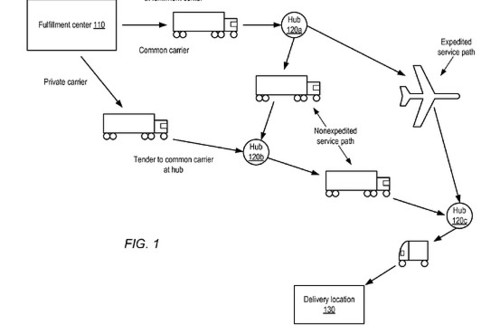 Fulfillment center 110
Common carrier
Hub
120a
Expedited
service path
Private carrier
Nonexpedited
service path
Hub
120b
Tender to common carrier
at hub
Hub
120c
FIG. 1
Delivery location
130